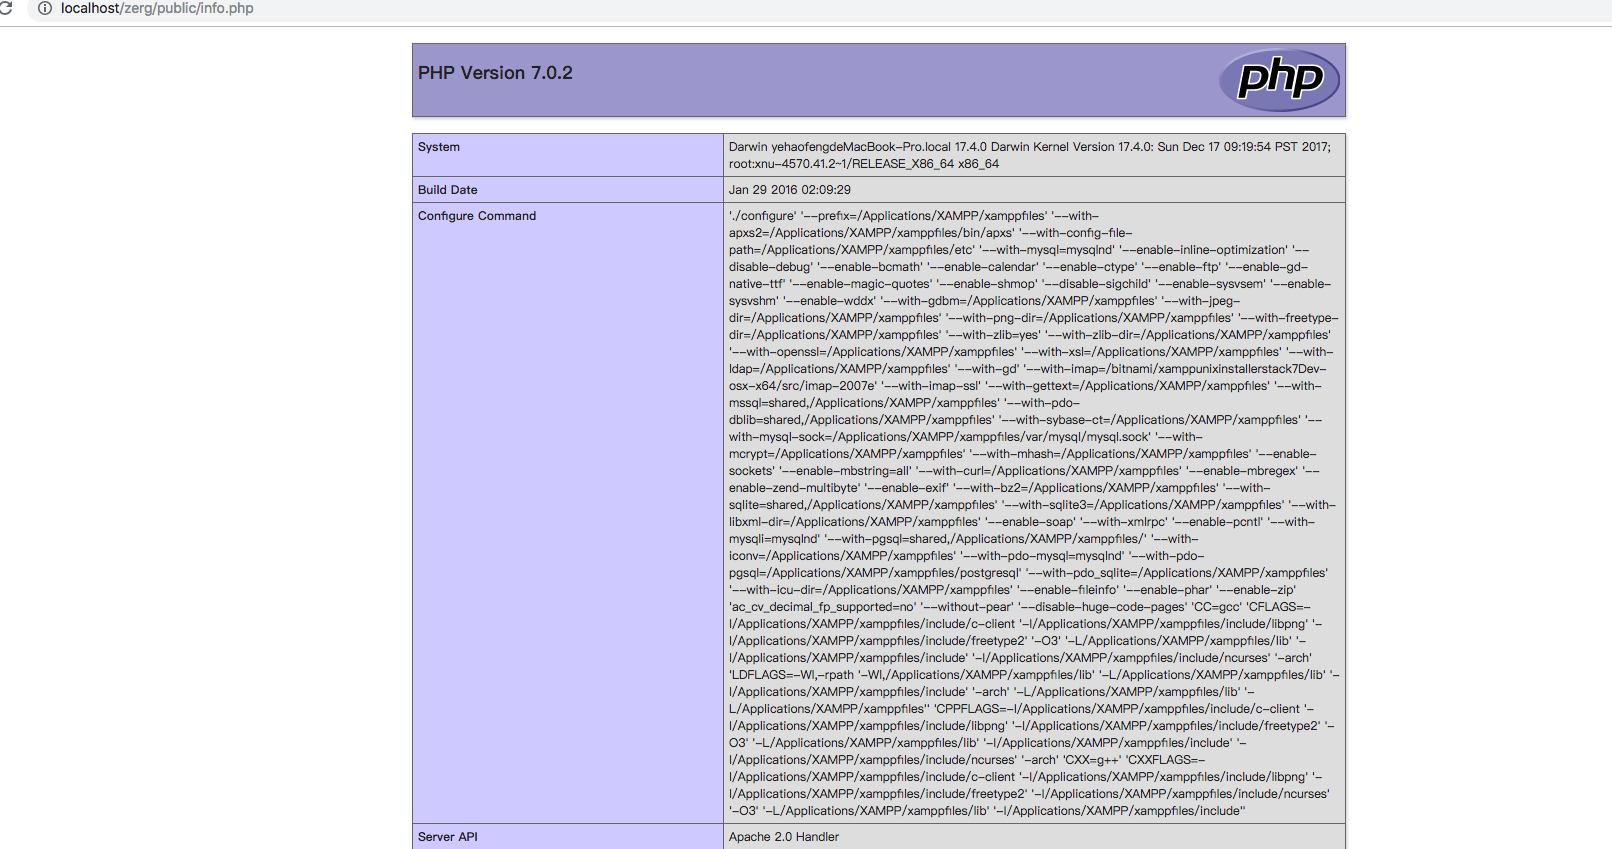 localhost/zerg/public/info.php
PHP Version 7.0.2
php
System
Darwin yehaofengdeMacBook-Pro.local 17.4.0 Darwin Kernel Version 17.4.0: Sun Dec 17 09:19:54 PST 2017;
root:xnu-4570.41.2~1/RELEASE_X86_64 x86_64
Build Date
Jan 29 2016 02:09:29
Configure Command
'./configure' '--prefix=/Applications/XAMPP/xamppfiles' '--with-
apxs2=/Applications/XAMPP/xamppfiles/bin/apxs' '--with-config-file-
path=/Applications/XAMPP/xamppfiles/etc' '--with-mysql=mysqlnd' '--enable-inline-optimization' '--
disable-debug' '--enable-bcmath' '--enable-calendar' '--enable-ctype' '--enable-ftp' '--enable-gd-
native-ttf' '--enable-magic-quotes' '--enable-shmop' '--disable-sigchild' '--enable-sysvsem' '--enable-
sysvshm' '--enable-wddx' '--with-gdbm=/Applications/XAMPP/xamppfiles' '--with-jpeg-
dir=/Applications/XAMPP/xamppfiles' '--with-png-dir=/Applications/XAMPP/xamppfiles' '--with-freetype-
dir=/Applications/XAMPP/xamppfiles' '--with-zlib=yes' '--with-zlib-dir=/Applications/XAMPP/xamppfiles'
'--with-openssl=/Applications/XAMPP/xamppfiles' '--with-xsl=/Applications/XAMPP/xamppfiles' '--with-
ldap=/Applications/XAMPP/xamppfiles' '--with-gd' '--with-imap=/bitnami/xamppunixinstallerstack7Dev-
osx-x64/src/imap-2007e' '--with-imap-ssl' '--with-gettext=/Applications/XAMPP/xamppfiles' '--with-
mssql=shared,/Applications/XAMPP/xamppfiles' '--with-pdo-
dblib=shared,/Applications/XAMPP/xamppfiles' '--with-sybase-ct=/Applications/XAMPP/xamppfiles' '--
with-mysql-sock=/Applications/XAMPP/xamppfiles/var/mysql/mysql.sock' '--with-
mcrypt=/Applications/XAMPP/xamppfiles' '--with-mhash=/Applications/XAMPP/xamppfiles' '--enable-
sockets' '--enable-mbstring=all' '--with-curl=/Applications/XAMPP/xamppfiles' '--enable-mbregex' '--
enable-zend-multibyte' '--enable-exif' '--with-bz2=/Applications/XAMPP/xamppfiles' '--with-
sqlite=shared,/Applications/XAMPP/xamppfiles' '--with-sqlite3=/Applications/XAMPP/xamppfiles' '--with-
libxml-dir=/Applications/XAMPP/xamppfiles' '--enable-soap' '--with-xmlrpc' '--enable-pcntl' '--with-
mysqli=mysqlnd' '--with-pgsql=shared,/Applications/XAMPP/xamppfiles/' '--with-
iconv=/Applications/XAMPP/xamppfiles' '--with-pdo-mysql=mysqlnd' '--with-pdo-
pgsql=/Applications/XAMPP/xamppfiles/postgresql' '--with-pdo_sqlite=/Applications/XAMPP/xamppfiles'
'--with-icu-dir=/Applications/XAMPP/xamppfiles' '--enable-fileinfo' '--enable-phar' '--enable-zip'
'ac_cv_decimal_fp_supported=no' '--without-pear' '--disable-huge-code-pages' 'CC=gcc' 'CFLAGS=-
I/Applications/XAMPP/xamppfiles/include/c-client '-I/Applications/XAMPP/xamppfiles/include/libpng' '-
I/Applications/XAMPP/xamppfiles/include/freetype2' '-O3' '-L/Applications/XAMPP/xamppfiles/lib' '-
I/Applications/XAMPP/xamppfiles/include' '-I/Applications/XAMPP/xamppfiles/include/ncurses' '-arch'
'LDFLAGS=-Wl,-rpath '-Wl,/Applications/XAMPP/xamppfiles/lib' '-L/Applications/XAMPP/xamppfiles/lib' '-
I/Applications/XAMPP/xamppfiles/include' '-arch' '-L/Applications/XAMPP/xamppfiles/lib' '-
L/Applications/XAMPP/xamppfiles'' 'CPPFLAGS=-I/Applications/XAMPP/xamppfiles/include/c-client '-
I/Applications/XAMPP/xamppfiles/include/libpng' '-I/Applications/XAMPP/xamppfiles/include/freetype2' '-
O3' '-L/Applications/XAMPP/xamppfiles/lib' '-I/Applications/XAMPP/xamppfiles/include' '-
I/Applications/XAMPP/xamppfiles/include/ncurses' '-arch' 'CXX=g++' 'CXXFLAGS=-
I/Applications/XAMPP/xamppfiles/include/c-client '-I/Applications/XAMPP/xamppfiles/include/libpng' '-
I/Applications/XAMPP/xamppfiles/include/freetype2' '-I/Applications/XAMPP/xamppfiles/include/ncurses'
'-O3' '-L/Applications/XAMPP/xamppfiles/lib' '-I/Applications/XAMPP/xamppfiles/include''
Server API
Apache 2.0 Handler